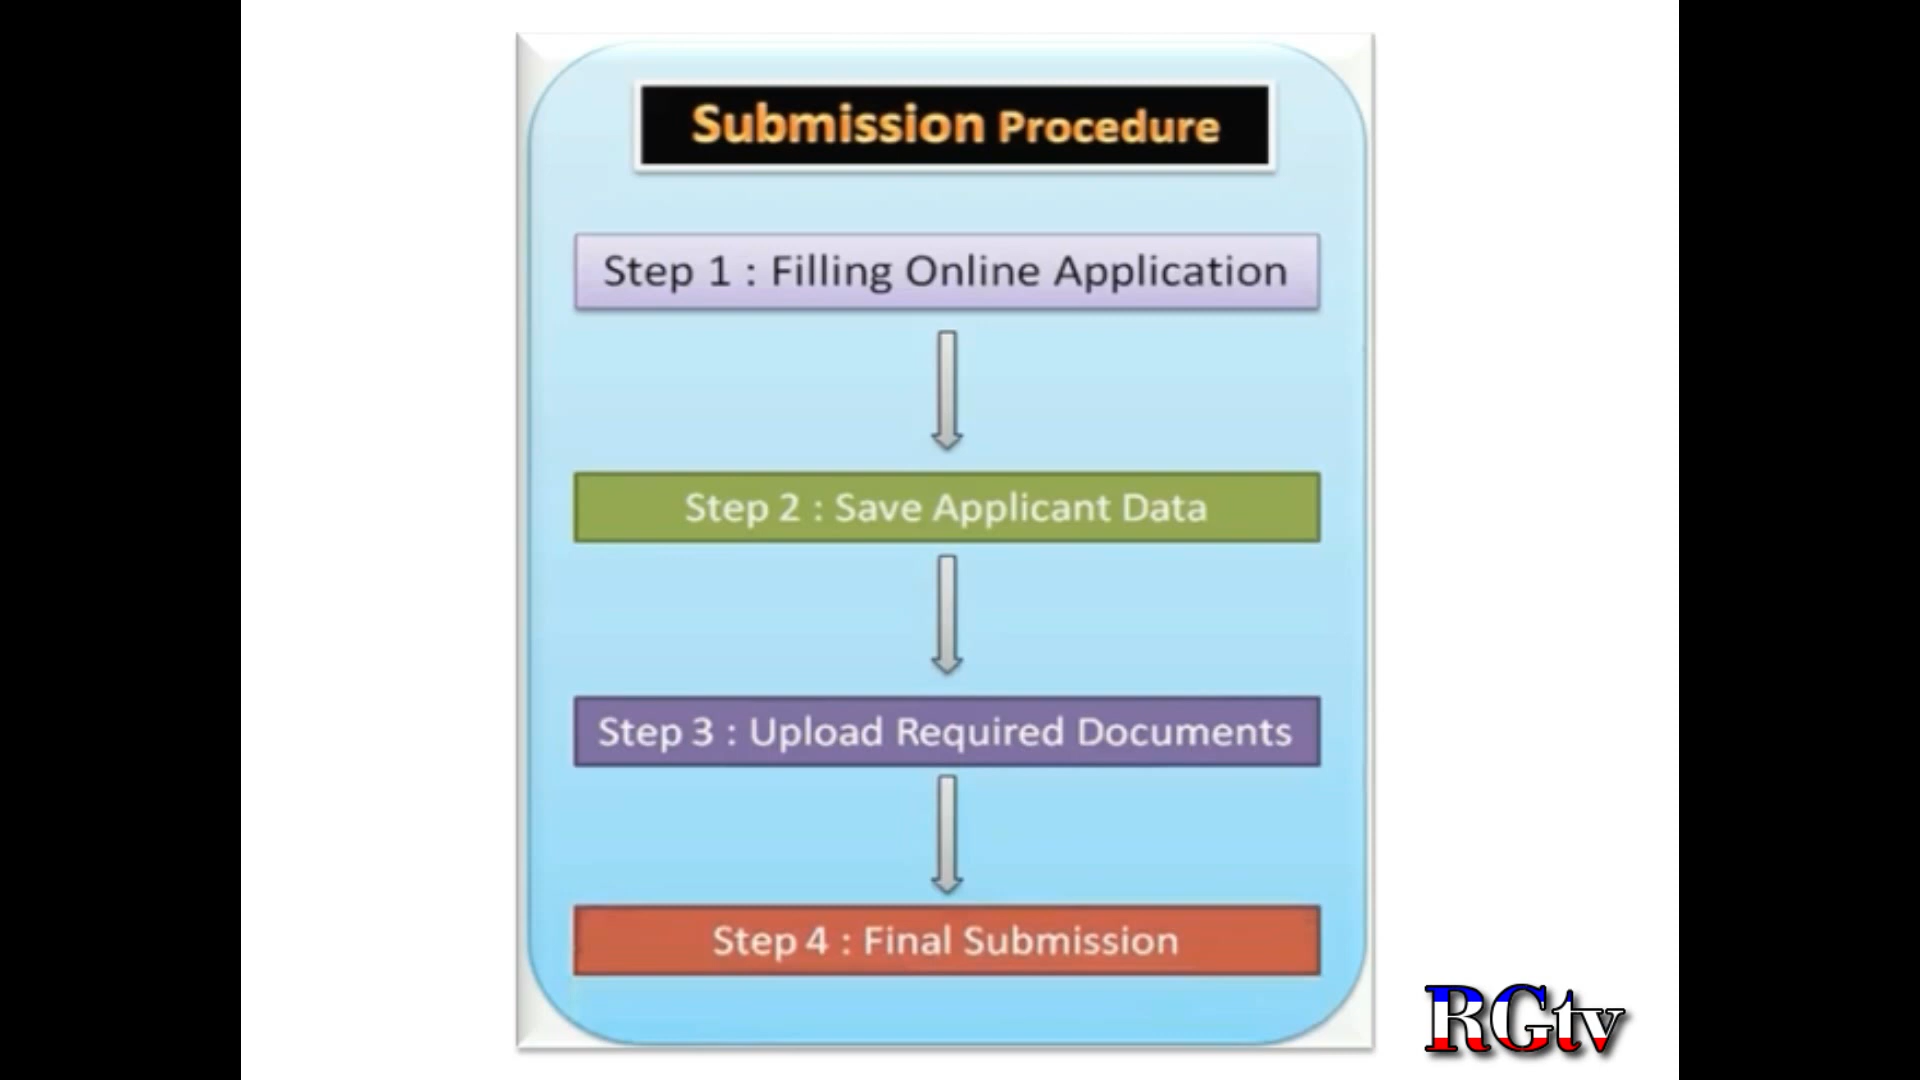 Submission Procedure
Step 1 : Filling Online Application
Step 2 : Save Applicant Data
Step 3 : Upload Required Documents
Step 4 : Final Submission
RGtv